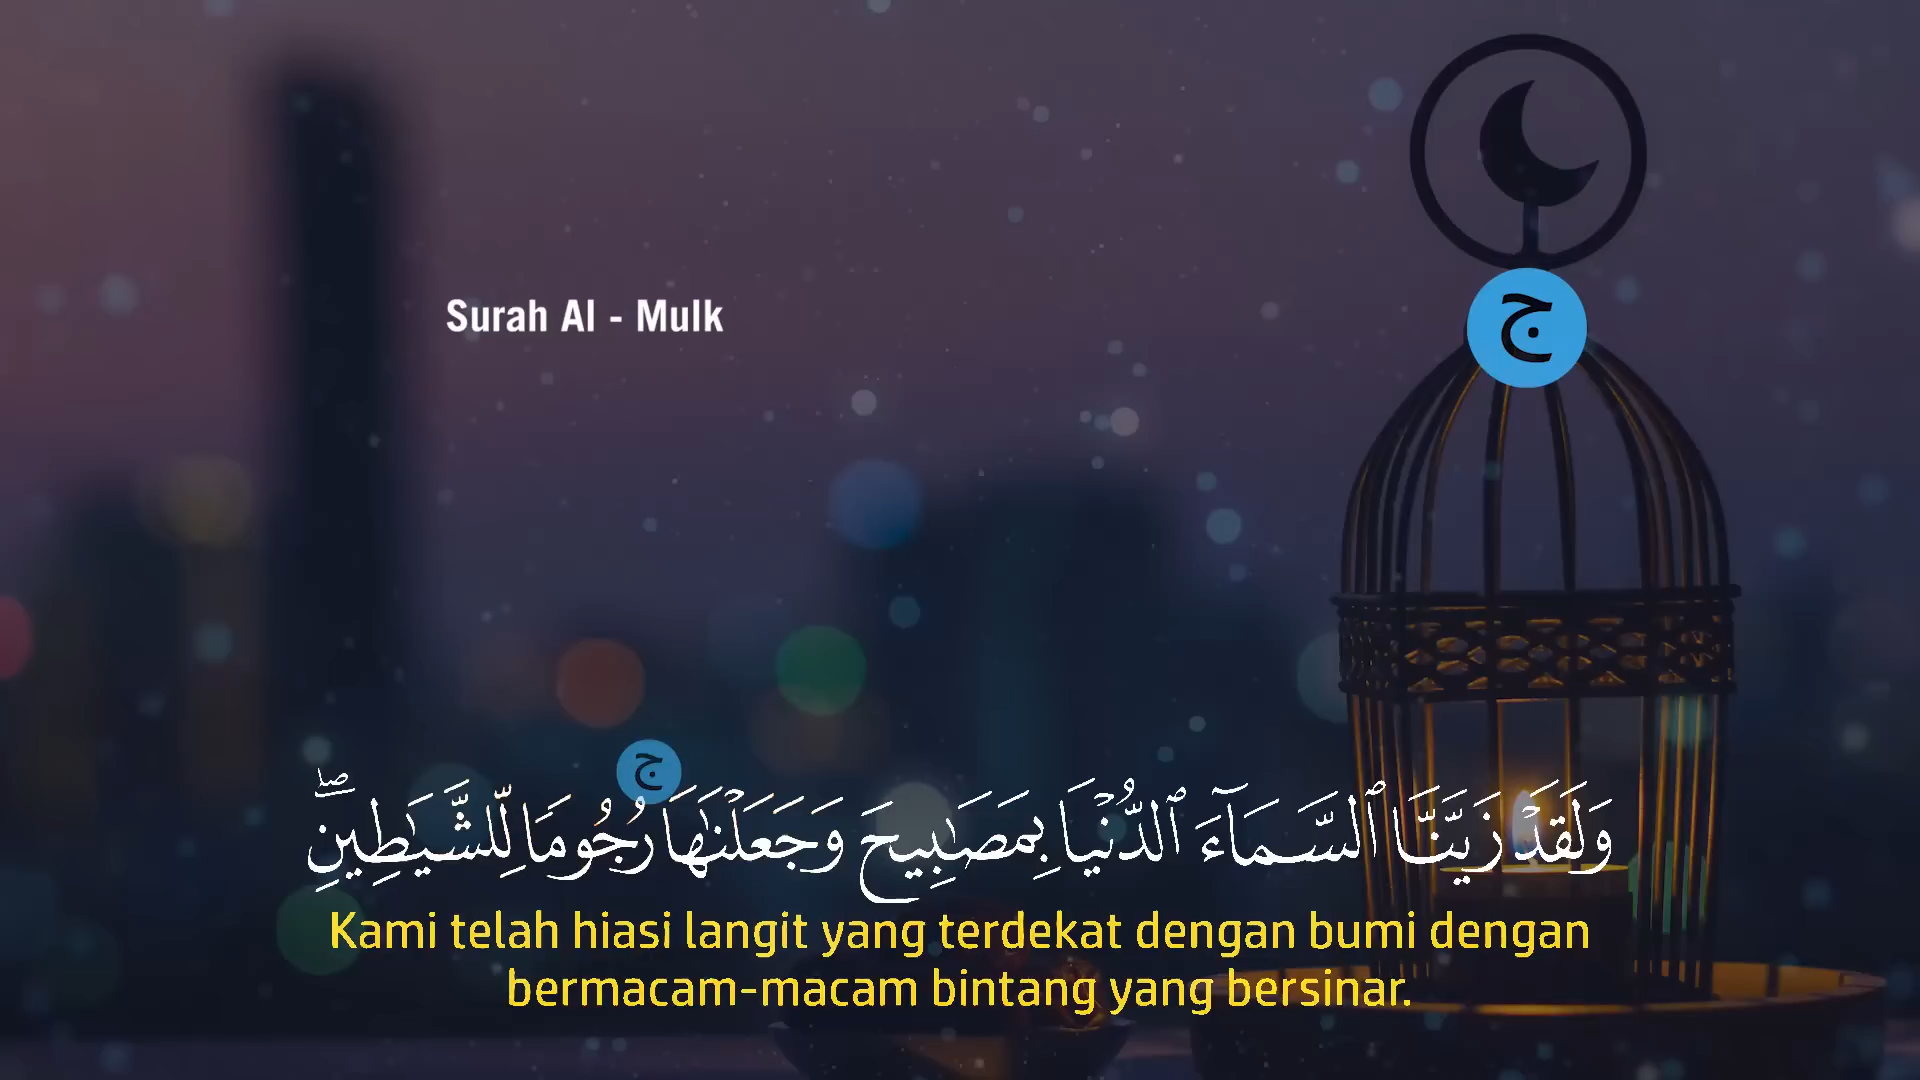 Surah Al - Mulk
ج
ج
وَلَقَدْ زَيَّنَّا ٱلسَّمَآءَ ٱلدُّنْيَا بِمَصَٰبِيحَ وَجَعَلْنَٰهَا رُجُومًا لِّلشَّيَٰطِينِ ۖ
Kami telah hiasi langit yang terdekat dengan bumi dengan
bermacam-macam bintang yang bersinar.